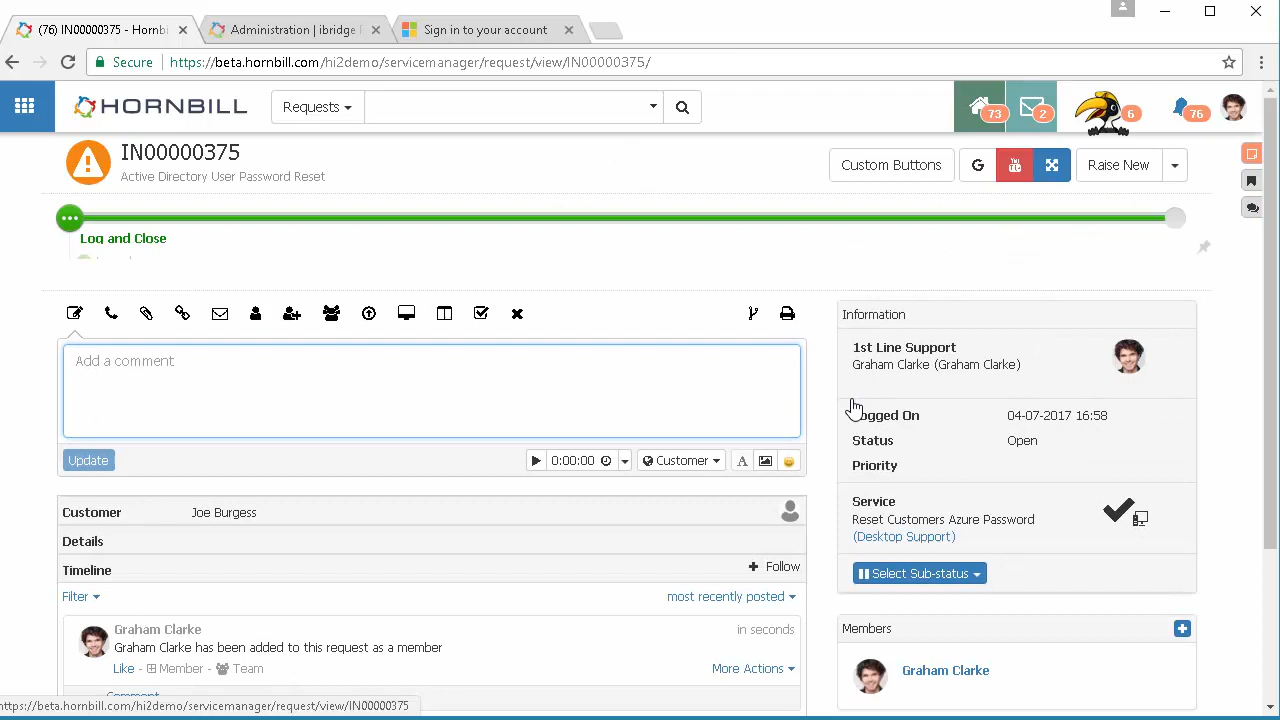 (76) IN00000375 - Hornbi
Administration | ibridge
Sign in to your account
Secure
https://beta.hornbill.com/hi2demo/servicemanager/request/view/IN00000375/
HORNBILL
Requests
73
2
6
76
IN00000375
Active Directory User Password Reset
Custom Buttons
G
Raise New
Log and Close
Add a comment
Update
0:00:00
Customer
A
Information
1st Line Support
Graham Clarke (Graham Clarke)
Logged On
04-07-2017 16:58
Status
Open
Priority
Service
Reset Customers Azure Password
(Desktop Support)
Select Sub-status
Members
Graham Clarke
Customer
Joe Burgess
Details
Timeline
Follow
Filter
most recently posted
Graham Clarke
in seconds
Graham Clarke has been added to this request as a member
Like - Member - Team
More Actions
Comment
https://beta.hornbill.com/hi2demo/servicemanager/request/view/IN00000375